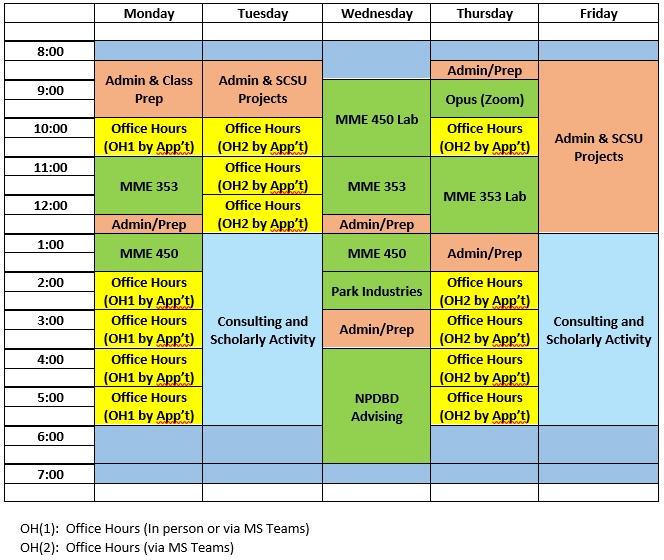 Monday Tuesday Wednesday Thursday Friday
8:00
Admin/Prep
Admin & Class
Prep
Admin & SCSU
Projects
9:00
Opus (Zoom)
MME 450 Lab
10:00
Office Hours
(OH1 by App't)
Office Hours
(OH2 by App't)
Office Hours
(OH2 by App't)
Admin & SCSU
Projects
11:00
MME 353
Office Hours
(OH2 by App't)
MME 353
MME 353 Lab
12:00
Office Hours
(OH2 by App't)
Admin/Prep
Admin/Prep
1:00
MME 450
MME 450
Admin/Prep
2:00
Office Hours
(OH1 by App't)
Park Industries
Office Hours
(OH2 by App't)
3:00
Office Hours
(OH1 by App't)
Consulting and
Scholarly Activity
Admin/Prep
Office Hours
(OH2 by App't)
Consulting and
Scholarly Activity
4:00
Office Hours
(OH1 by App't)
Office Hours
(OH2 by App't)
5:00
Office Hours
(OH1 by App't)
NPDBD
Advising
Office Hours
(OH2 by App't)
6:00
7:00
OH(1): Office Hours (In person or via MS Teams)
OH(2): Office Hours (via MS Teams)